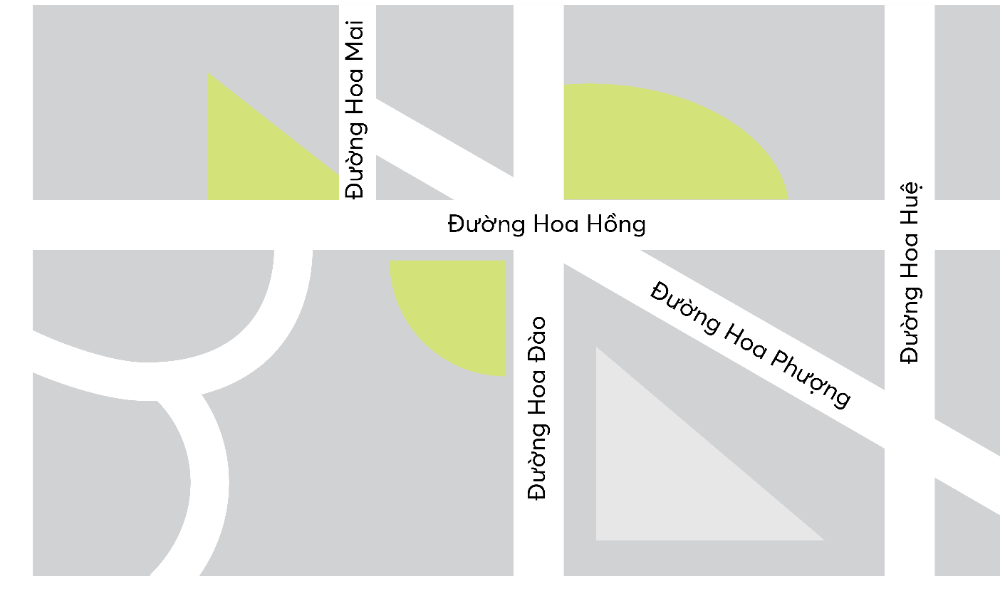 Đường Hoa Mai
Đường Hoa Hồng
Đường Hoa Huệ
Đường Hoa Phượng
Đường Hoa Đào